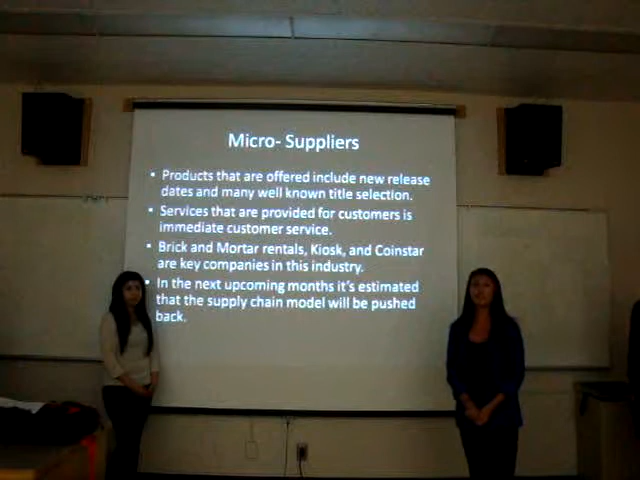 Micro- Suppliers
• Products that are offered include new release
dates and many well known title selection.
• Services that are provided for customers is
immediate customer service.
• Brick and Mortar rentals, Kiosk, and Coinstar
are key companies in this industry.
• In the next upcoming months it's estimated
that the supply chain model will be pushed
back.